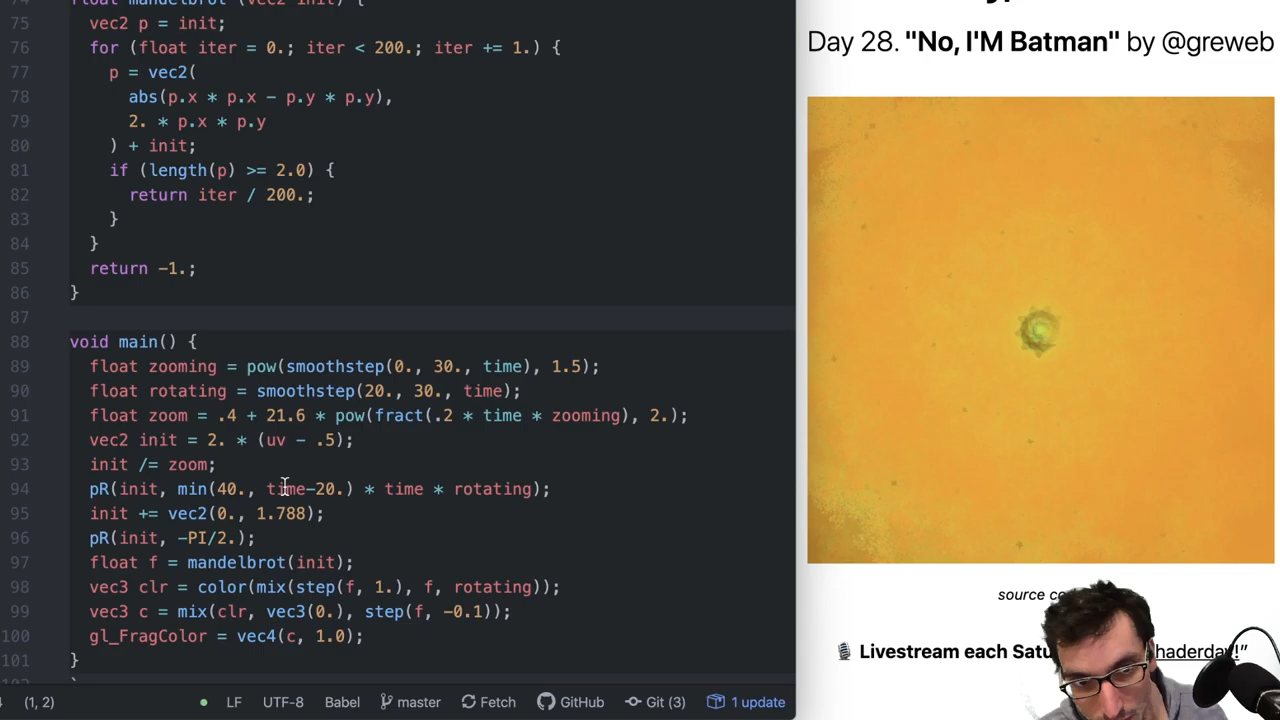 74 float mandelbrot (vec2 init) {
75 vec2 p = init;
76 for (float iter = 0.; iter < 200.; iter += 1.) {
77 p = vec2(
78 abs(p.x * p.x - p.y * p.y),
79 2. * p.x * p.y
80 ) + init;
81 if (length(p) >= 2.0) {
82 return iter / 200.;
83 }
84 }
85 return -1.;
86 }
87
88 void main() {
89 float zooming = pow(smoothstep(0., 30., time), 1.5);
90 float rotating = smoothstep(20., 30., time);
91 float zoom = .4 + 21.6 * pow(fract(.2 * time * zooming), 2.);
92 vec2 init = 2. * (uv - .5);
93 init /= zoom;
94 pR(init, min(40., time-20.) * time * rotating);
95 init += vec2(0., 1.788);
96 pR(init, -PI/2.);
97 float f = mandelbrot(init);
98 vec3 clr = color(mix(step(f, 1.), f, rotating));
99 vec3 c = mix(clr, vec3(0.), step(f, -0.1));
100 gl_FragColor = vec4(c, 1.0);
101 }
(1, 2) LF UTF-8 Babel master Fetch GitHub Git (3) 1 update
Day 28. "No, I'M Batman" by @greweb
source
Livestream each haderday!”